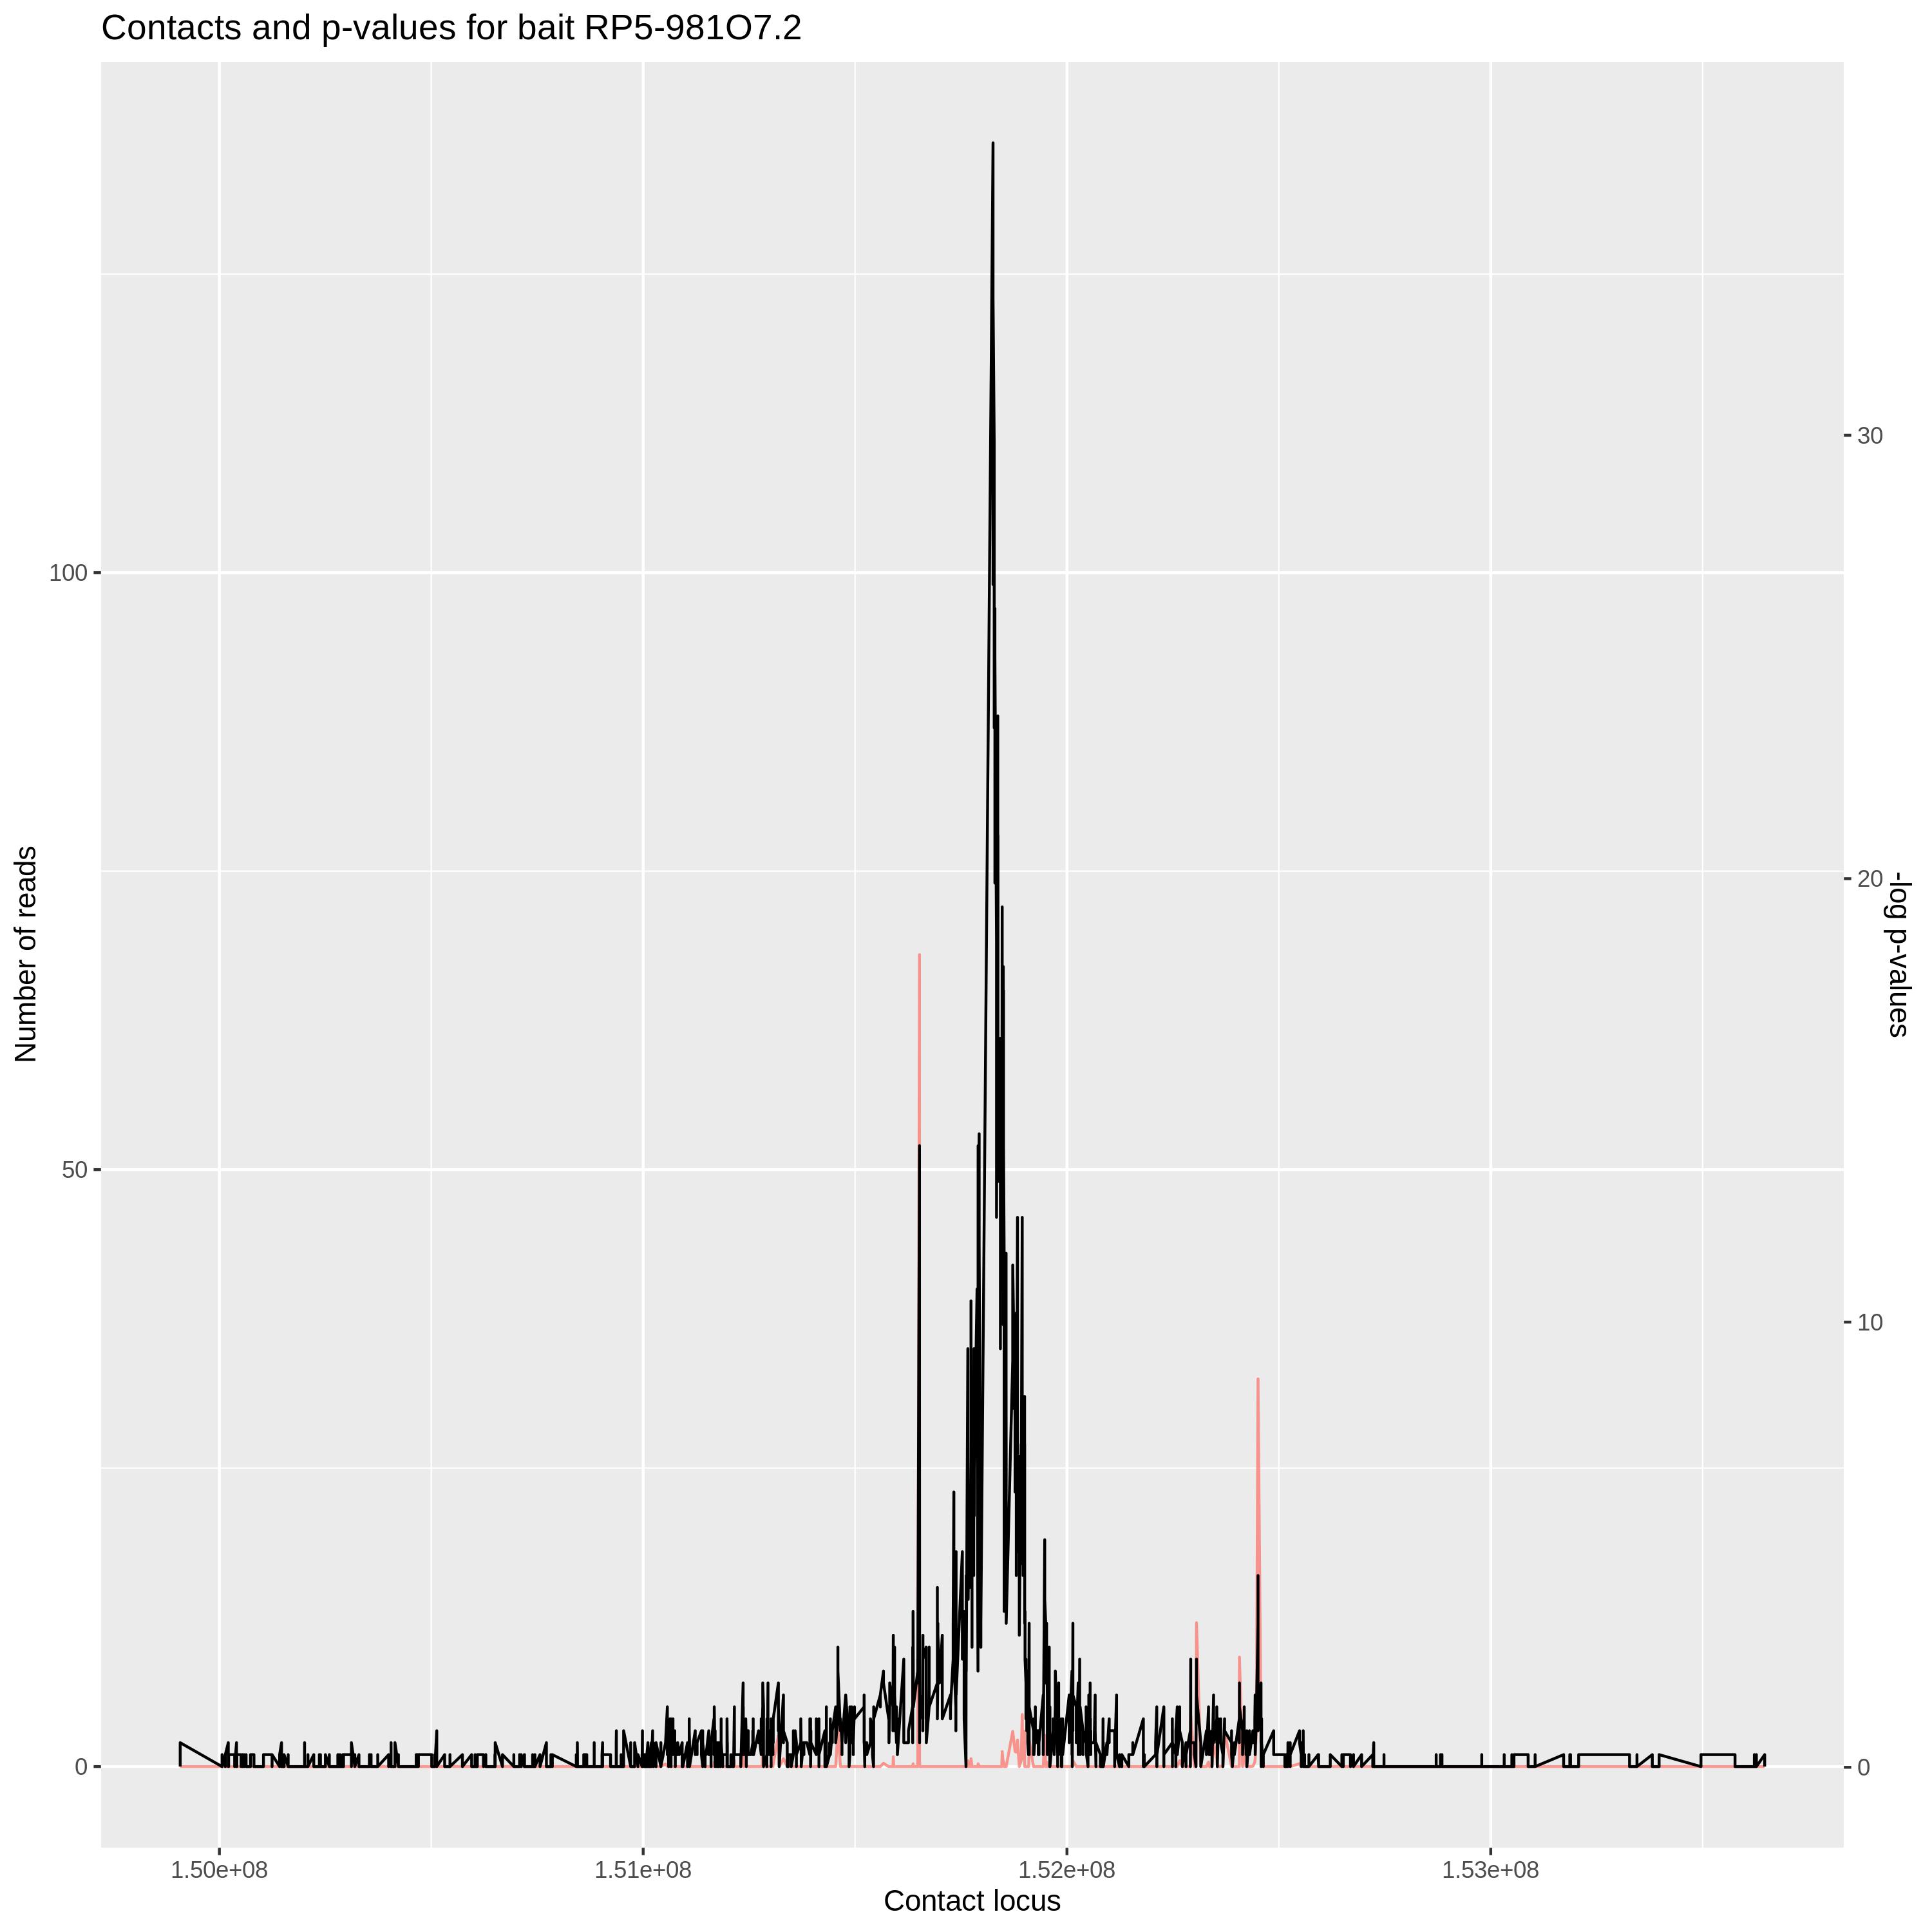 Contacts and p-values for bait RP5-981O7.2
Number of reads
100
50
0
30
20
10
0
-log p-values
1.50e+08
1.51e+08
1.52e+08
1.53e+08
Contact locus